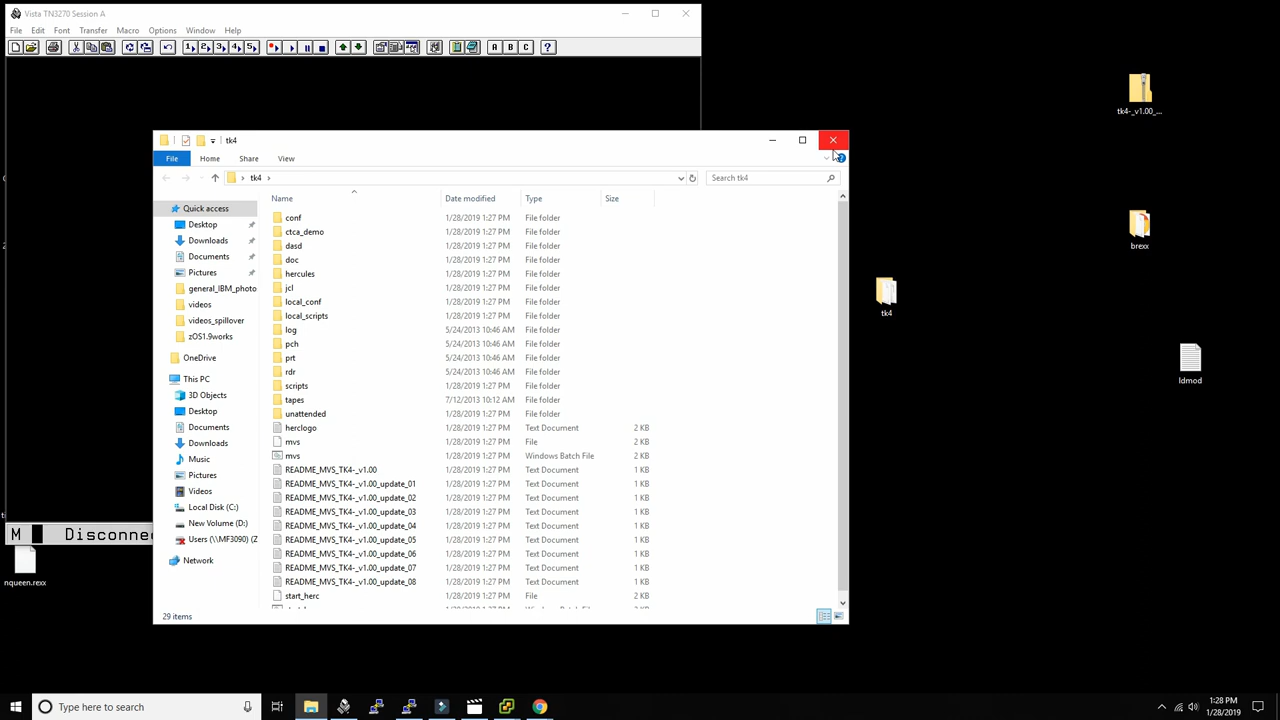 Vista TN3270 Session A
File Edit Font Transfer Macro Options Window Help
1 2 3 4 5 A B C ?
tk4
File Home Share View
tk4
Search tk4
Name Date modified Type Size
Quick access
Desktop
Downloads
Documents
Pictures
general_IBM_photo
videos
videos_spillover
zOS1.9works
OneDrive
This PC
3D Objects
Desktop
Documents
Downloads
Music
Pictures
Videos
Local Disk (C:)
New Volume (D:)
Users (\\MF3090) (Z
Network
conf 1/28/2019 1:27 PM File folder
ctca_demo 1/28/2019 1:27 PM File folder
dasd 1/28/2019 1:27 PM File folder
doc 1/28/2019 1:27 PM File folder
hercules 1/28/2019 1:27 PM File folder
jcl 1/28/2019 1:27 PM File folder
local_conf 1/28/2019 1:27 PM File folder
local_scripts 1/28/2019 1:27 PM File folder
log 5/24/2013 10:46 AM File folder
pch 5/24/2013 10:46 AM File folder
prt 5/24/2013 10:46 AM File folder
rdr 5/24/2013 10:46 AM File folder
scripts 1/28/2019 1:27 PM File folder
tapes 7/12/2013 10:12 AM File folder
unattended 1/28/2019 1:27 PM File folder
herclogo 1/28/2019 1:27 PM Text Document 2 KB
mvs 1/28/2019 1:27 PM File 2 KB
mvs 1/28/2019 1:27 PM Windows Batch File 2 KB
README_MVS_TK4-_v1.00 1/28/2019 1:27 PM Text Document 1 KB
README_MVS_TK4-_v1.00_update_01 1/28/2019 1:27 PM Text Document 1 KB
README_MVS_TK4-_v1.00_update_02 1/28/2019 1:27 PM Text Document 1 KB
README_MVS_TK4-_v1.00_update_03 1/28/2019 1:27 PM Text Document 1 KB
README_MVS_TK4-_v1.00_update_04 1/28/2019 1:27 PM Text Document 1 KB
README_MVS_TK4-_v1.00_update_05 1/28/2019 1:27 PM Text Document 1 KB
README_MVS_TK4-_v1.00_update_06 1/28/2019 1:27 PM Text Document 1 KB
README_MVS_TK4-_v1.00_update_07 1/28/2019 1:27 PM Text Document 1 KB
README_MVS_TK4-_v1.00_update_08 1/28/2019 1:27 PM Text Document 1 KB
start_herc 1/28/2019 1:27 PM File 1 KB
29 items
M Disconnec
nqueen.rexx
tk4-_v1.00_...
brexx
tk4
ldmod
Type here to search
1:28 PM
1/28/2019